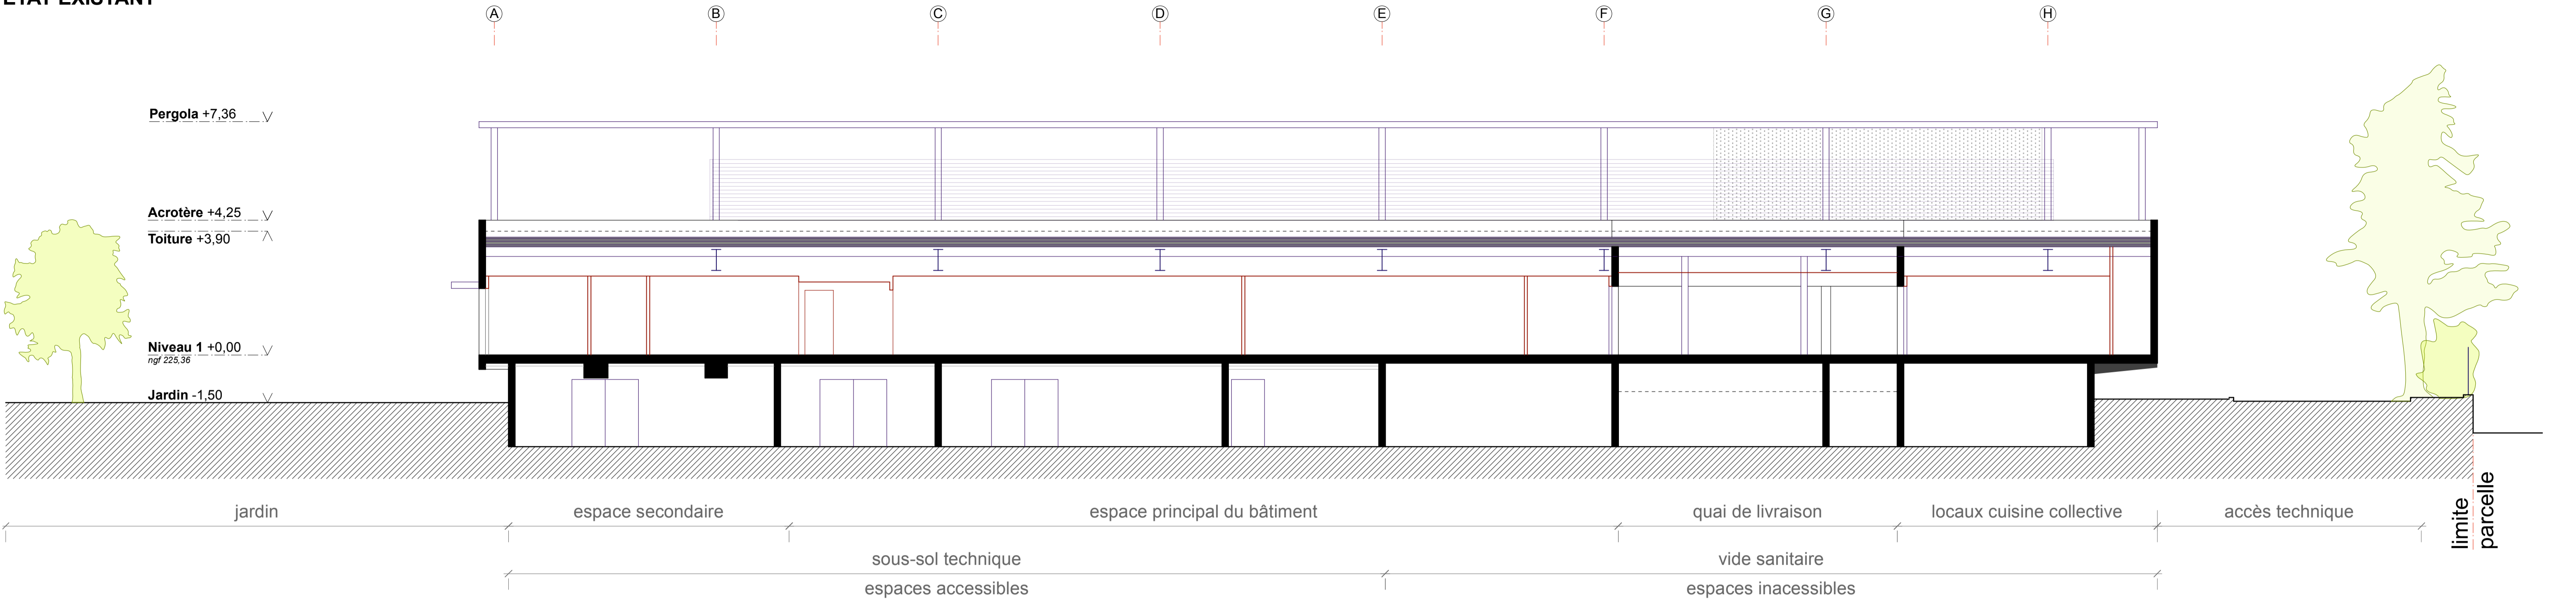 ETAT EXISTANT
A B C D E F G H
Pergola +7,36
Acrotère +4,25
Toiture +3,90
Niveau 1 +0,00
ngf 225,36
Jardin -1,50
jardin espace secondaire espace principal du bâtiment quai de livraison locaux cuisine collective accès technique
limite
parcelle
sous-sol technique vide sanitaire
espaces accessibles espaces inacessibles